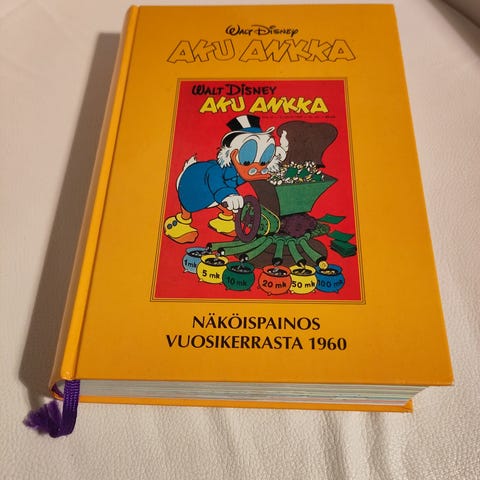 WALT DISNEY
AKU ANKKA
WALT DISNEY
AKU ANKKA
1 mk
5 mk
10 mk
20 mk
50 mk
100 mk
NÄKÖISPAINOS
VUOSIKERRASTA 1960